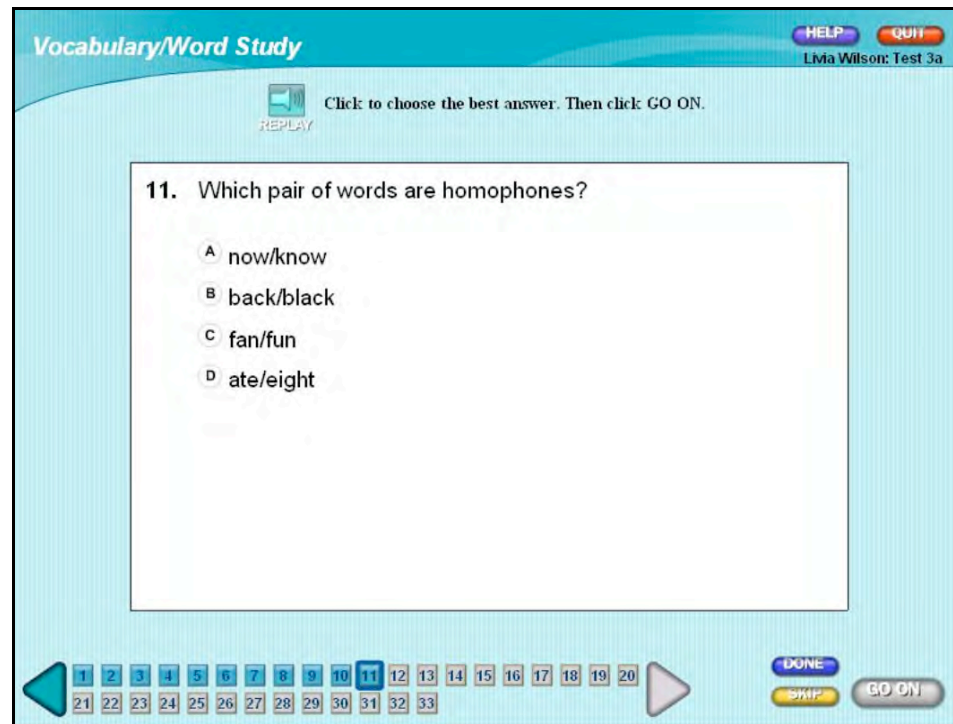 Vocabulary/Word Study
HELP QUIT
Livia Wilson: Test 3a
Click to choose the best answer. Then click GO ON.
REPLAY
11. Which pair of words are homophones?
A now/know
B back/black
C fan/fun
D ate/eight
1 2 3 4 5 6 7 8 9 10 11 12 13 14 15 16 17 18 19 20
21 22 23 24 25 26 27 28 29 30 31 32 33
DONE
SKIP
GO ON